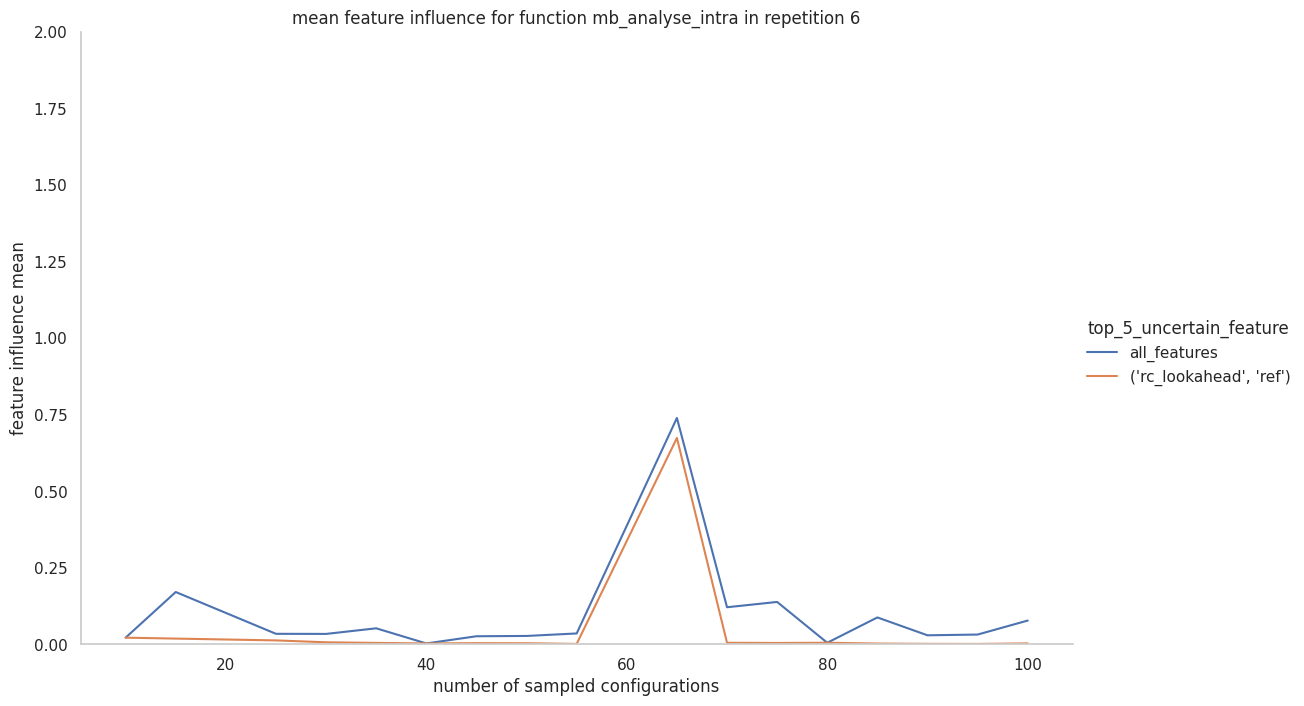 mean feature influence for function mb_analyse_intra in repetition 6
2.00
1.75
1.50
1.25
1.00
0.75
0.50
0.25
0.00
feature influence mean
20 40 60 80 100
number of sampled configurations
top_5_uncertain_feature
all_features
('rc_lookahead', 'ref')